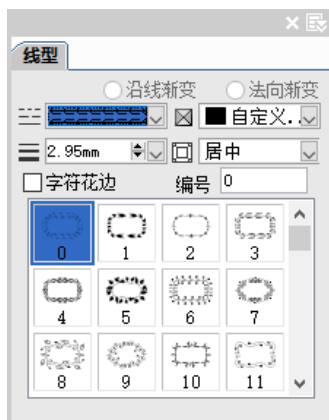 线型
沿线渐变 法向渐变
自定义..
2.95mm 居中
字符花边 编号 0
0 1 2 3
4 5 6 7
8 9 10 11